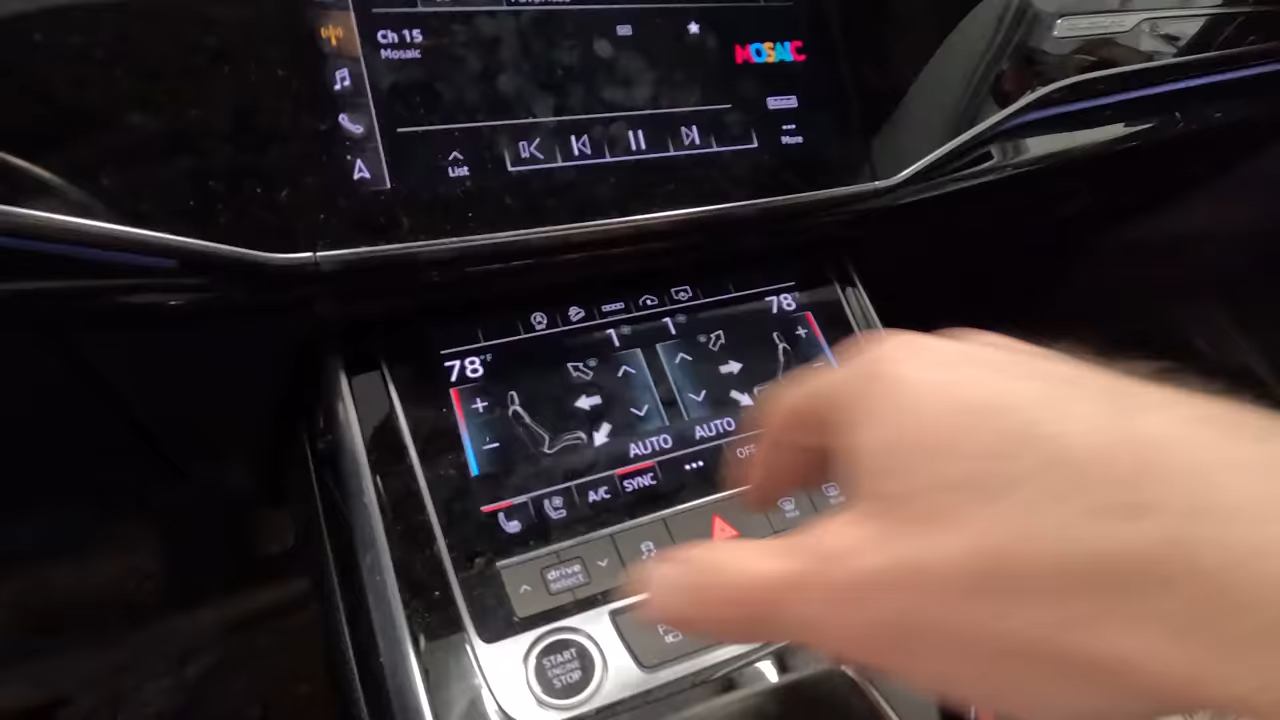 Ch 15
Mosaic
MOSAIC
List
More
78°F
1
1
78°
AUTO
AUTO
A/C
SYNC
OFF
drive
select
START
ENGINE
STOP